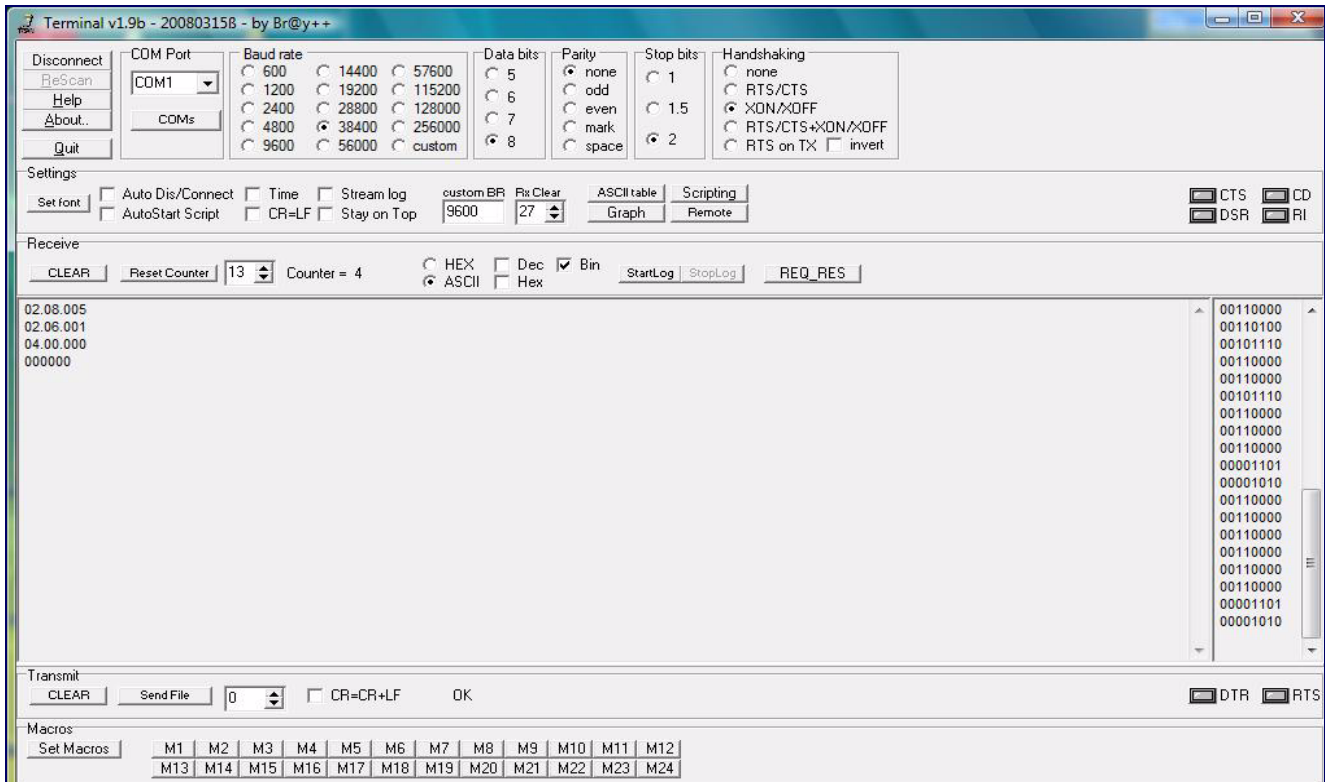 Terminal v1.9b - 20080315ß - by Br@y++
Disconnect
ReScan
Help
About..
Quit
COM Port
COM1
COMs
Baud rate
600 14400 57600
1200 19200 115200
2400 28800 128000
4800 38400 256000
9600 56000 custom
Data bits
5
6
7
8
Parity
none
odd
even
mark
space
Stop bits
1
1.5
2
Handshaking
none
RTS/CTS
XON/XOFF
RTS/CTS+XON/XOFF
RTS on TX invert
Settings
Set font
Auto Dis/Connect Time Stream log
AutoStart Script CR=LF Stay on Top
custom BR Rx Clear
9600 27
ASCII table Scripting
Graph Remote
CTS CD
DSR RI
Receive
CLEAR Reset Counter 13 Counter = 4
HEX Dec Bin
ASCII Hex
StartLog StopLog REQ_RES
02.08.005
02.06.001
04.00.000
000000
00110000
00110100
00101110
00110000
00110000
00101110
00110000
00110000
00110000
00001101
00001010
00110000
00110000
00110000
00110000
00110000
00110000
00001101
00001010
Transmit
CLEAR Send File 0 CR=CR+LF OK
DTR RTS
Macros
Set Macros
M1 M2 M3 M4 M5 M6 M7 M8 M9 M10 M11 M12
M13 M14 M15 M16 M17 M18 M19 M20 M21 M22 M23 M24